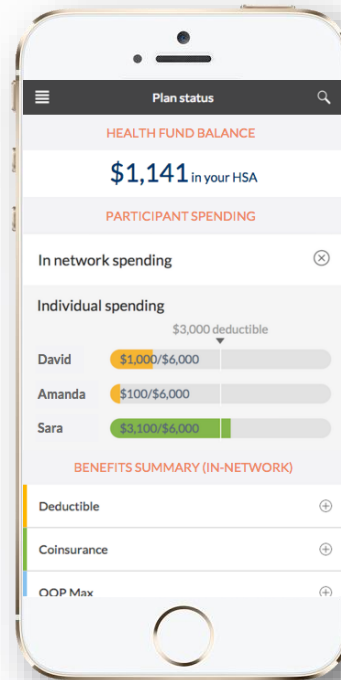 Plan status
HEALTH FUND BALANCE
$1,141 in your HSA
PARTICIPANT SPENDING
In network spending
Individual spending
$3,000 deductible
David $1,000/$6,000
Amanda $100/$6,000
Sara $3,100/$6,000
BENEFITS SUMMARY (IN-NETWORK)
Deductible
Coinsurance
OOP Max